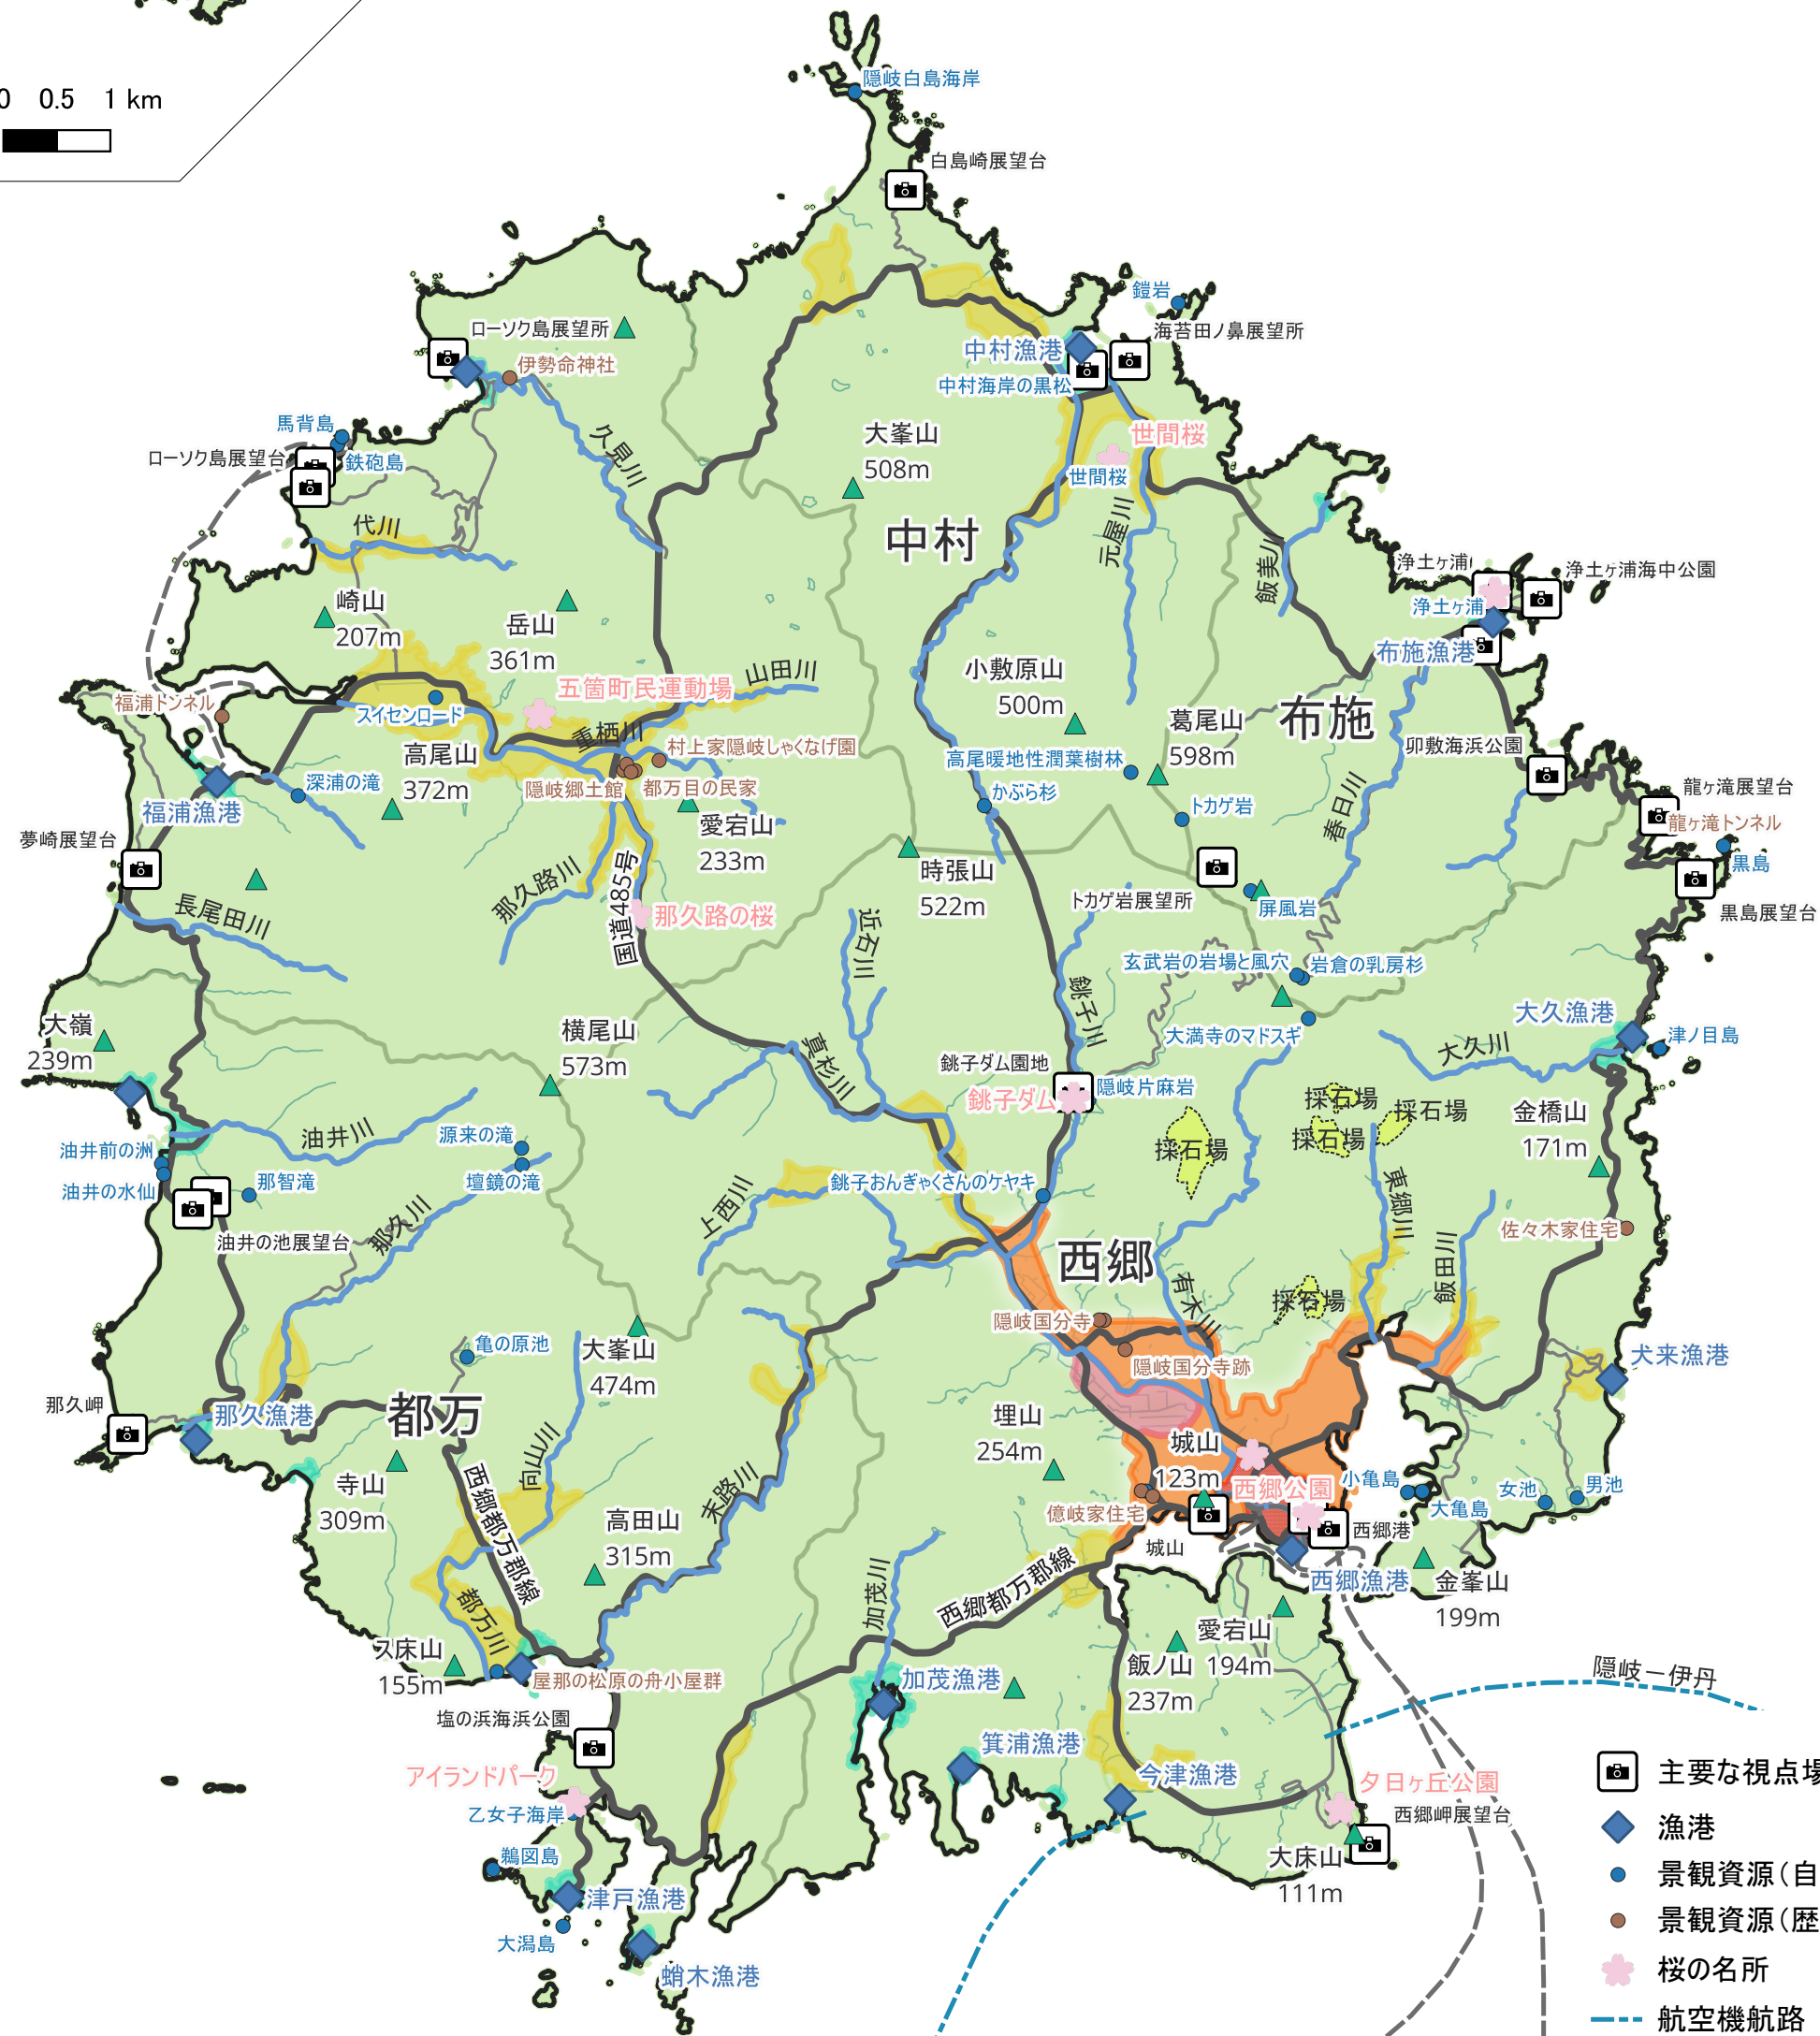 0 0.5 1 km
隠岐白島海岸
白島崎展望台
鎧岩
海苔田ノ鼻展望所
中村漁港
中村海岸の黒松
ローソク島展望所
伊勢命神社
馬背島
ローソク島展望台
鉄砲島
久見川
代川
大峯山
508m
世間桜
世間桜
中村
元屋川
飯美川
浄土ヶ浦
浄土ヶ浦海中公園
浄土ヶ浦
布施漁港
崎山
207m
岳山
361m
山田川
五箇町民運動場
小敷原山
500m
福浦トンネル
スイセンロード
重栖川
布施
葛尾山
598m
卯敷海浜公園
高尾山
372m
村上家隠岐しゃくなげ園
隠岐郷土館
都万目の民家
高尾暖地性潤葉樹林
かぶら杉
トカゲ岩
春日川
龍ヶ滝展望台
龍ヶ滝トンネル
深浦の滝
福浦漁港
愛宕山
233m
夢崎展望台
黒島
時張山
522m
那久路川
国道485号
那久路の桜
トカゲ岩展望所
屏風岩
黒島展望台
長尾田川
近石川
玄武岩の岩場と風穴
岩倉の乳房杉
銚子川
大嶺
239m
横尾山
573m
真杉川
大満寺のマドスギ
大久漁港
津ノ目島
大久川
銚子ダム園地
隠岐片麻岩
銚子ダム
採石場
採石場
採石場
採石場
金橋山
171m
油井川
源来の滝
油井前の洲
壇鏡の滝
那智滝
油井の水仙
油井の池展望台
那久川
上西川
銚子おんぎゃくさんのケヤキ
東郷川
飯田川
佐々木家住宅
西郷
有木川
採石場
隠岐国分寺
隠岐国分寺跡
亀の原池
大峯山
474m
犬来漁港
那久岬
那久漁港
都万
埋山
254m
城山
123m
西郷公園
小亀島
大亀島
女池
男池
寺山
309m
向山川
西郷都万郡線
高田山
315m
末路川
億岐家住宅
城山
西郷港
西郷漁港
金峯山
199m
都万川
加茂川
西郷都万郡線
愛宕山
194m
飯ノ山
237m
ス床山
155m
屋那の松原の舟小屋群
加茂漁港
隠岐－伊丹
塩の浜海浜公園
箕浦漁港
今津漁港
アイランドパーク
乙女子海岸
夕日ヶ丘公園
西郷岬展望台
大床山
111m
鵜図島
津戸漁港
大潟島
蛸木漁港
主要な視点場
漁港
景観資源（自
景観資源（歴
桜の名所
航空機航路